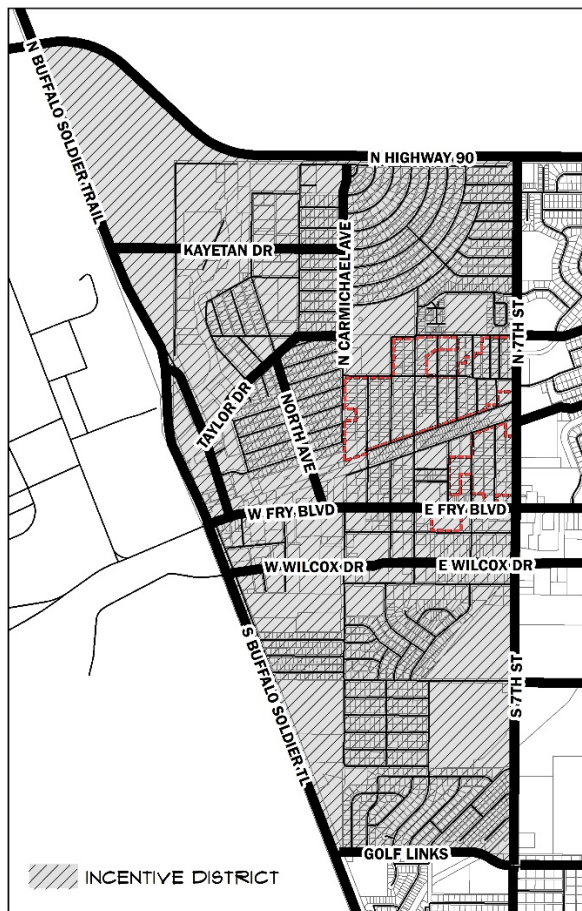 N BUFFALO SOLDIER TRAIL
N HIGHWAY 90
KAYETAN DR
N CARMICHAEL AVE
N 7TH ST
TAYLOR DR
NORTH AVE
W FRY BLVD
E FRY BLVD
W WILCOX DR
E WILCOX DR
S BUFFALO SOLDIER TL
S 7TH ST
GOLF LINKS
INCENTIVE DISTRICT